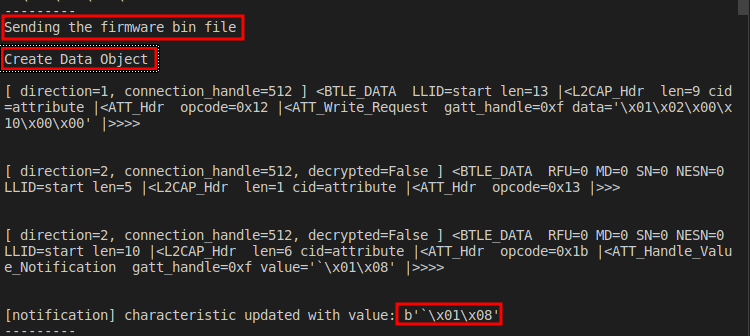 ---------
Sending the firmware bin file
Create Data Object
[ direction=1, connection_handle=512 ] <BTLE_DATA  LLID=start len=13 |<L2CAP_Hdr  len=9 cid
=attribute |<ATT_Hdr  opcode=0x12 |<ATT_Write_Request  gatt_handle=0xf data='\x01\x02\x00\x
10\x00\x00' |>>>>
[ direction=2, connection_handle=512, decrypted=False ] <BTLE_DATA  RFU=0 MD=0 SN=0 NESN=0
LLID=start len=5 |<L2CAP_Hdr  len=1 cid=attribute |<ATT_Hdr  opcode=0x13 |>>>
[ direction=2, connection_handle=512, decrypted=False ] <BTLE_DATA  RFU=0 MD=0 SN=0 NESN=0
LLID=start len=10 |<L2CAP_Hdr  len=6 cid=attribute |<ATT_Hdr  opcode=0x1b |<ATT_Handle_Valu
e_Notification  gatt_handle=0xf value='`\x01\x08' |>>>>
[notification] characteristic updated with value: b'`\x01\x08'
---------